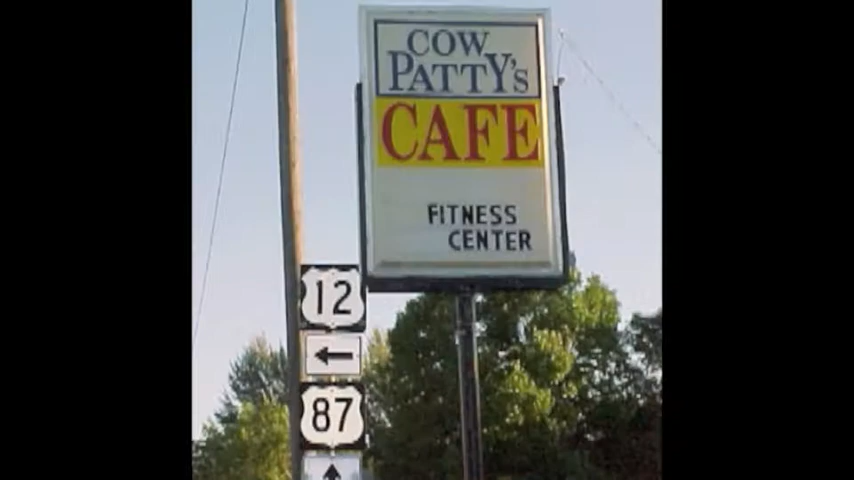 COW
PATTY'S
CAFE
FITNESS
CENTER
12
87